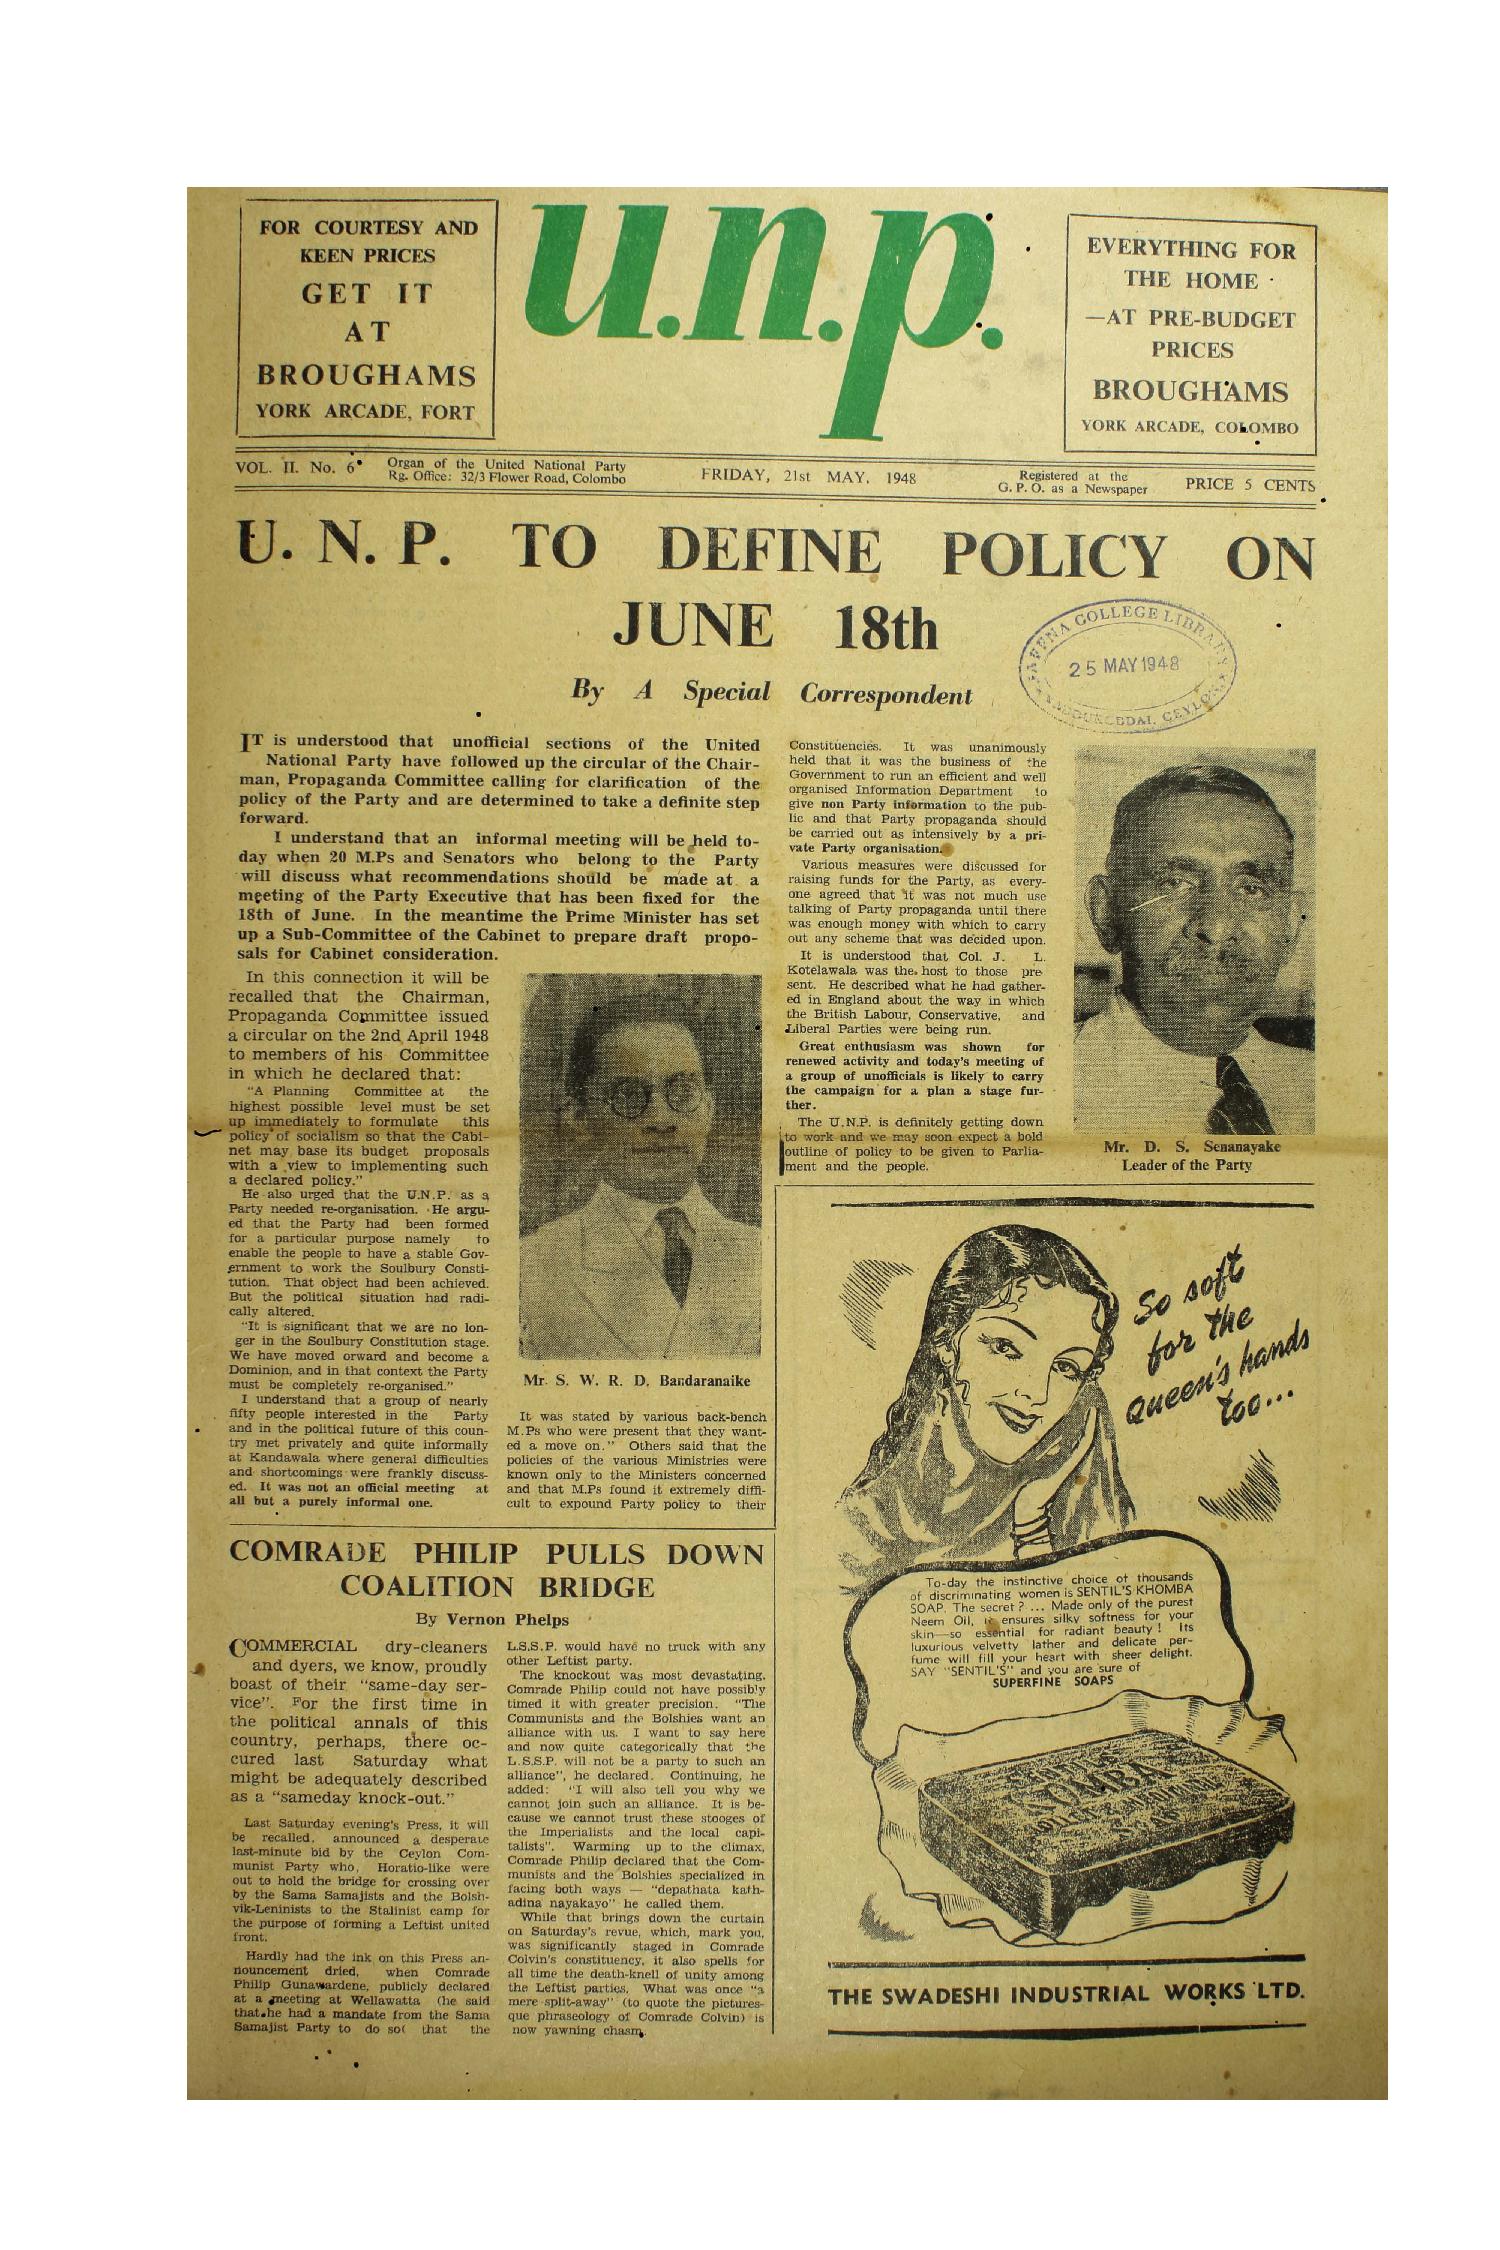 FOR COURTESY AND
KEEN PRICES
GET IT
AT
BROUGHAMS
YORK ARCADE, FORT
u.n.p.
EVERYTHING FOR
THE HOME
—AT PRE-BUDGET
PRICES
BROUGHAMS
YORK ARCADE, COLOMBO
VOL. II. No. 6
Organ of the United National Party
Rg. Office: 32/3 Flower Road, Colombo
FRIDAY, 21st MAY, 1948
Registered at the
G. P. O. as a Newspaper
PRICE 5 CENTS
U. N. P. TO DEFINE POLICY ON
JUNE 18th
By A Special Correspondent
JAFFNA COLLEGE LIBRARY
25 MAY 1948
CEYLON
IT is understood that unofficial sections of the United
National Party have followed up the circular of the Chair-
man, Propaganda Committee calling for clarification of the
policy of the Party and are determined to take a definite step
forward.
I understand that an informal meeting will be held to-
day when 20 M.Ps and Senators who belong to the Party
will discuss what recommendations should be made at a
meeting of the Party Executive that has been fixed for the
18th of June. In the meantime the Prime Minister has set
up a Sub-Committee of the Cabinet to prepare draft propo-
sals for Cabinet consideration.
In this connection it will be
recalled that the Chairman,
Propaganda Committee issued
a circular on the 2nd April 1948
to members of his Committee
in which he declared that:
"A Planning Committee at the
highest possible level must be set
up immediately to formulate this
policy of socialism so that the Cabi-
net may base its budget proposals
with a view to implementing such
a declared policy."
He also urged that the U.N.P. as a
Party needed re-organisation. He argu-
ed that the Party had been formed
for a particular purpose namely to
enable the people to have a stable Gov-
ernment to work the Soulbury Consti-
tution. That object had been achieved.
But the political situation had radi-
cally altered.
"It is significant that we are no lon-
ger in the Soulbury Constitution stage.
We have moved orward and become a
Dominion, and in that context the Party
must be completely re-organised."
I understand that a group of nearly
fifty people interested in the Party
and in the political future of this coun-
try met privately and quite informally
at Kandawala where general difficulties
and shortcomings were frankly discuss-
ed. It was not an official meeting at
all but a purely informal one.
Mr. S. W. R. D. Bandaranaike
It was stated by various back-bench
M.Ps who were present that they want-
ed a move on." Others said that the
policies of the various Ministries were
known only to the Ministers concerned
and that M.Ps found it extremely diffi-
cult to expound Party policy to their
Constituencies. It was unanimously
held that it was the business of the
Government to run an efficient and well
organised Information Department to
give non Party information to the pub-
lic and that Party propaganda should
be carried out as intensively by a pri-
vate Party organisation.
Various measures were discussed for
raising funds for the Party, as every-
one agreed that it was not much use
talking of Party propaganda until there
was enough money with which to carry
out any scheme that was decided upon.
It is understood that Col. J. L.
Kotelawala was the host to those pre
sent. He described what he had gather-
ed in England about the way in which
the British Labour, Conservative, and
Liberal Parties were being run.
Great enthusiasm was shown for
renewed activity and today's meeting of
a group of unofficials is likely to carry
the campaign for a plan a stage fur-
ther.
The U.N.P. is definitely getting down
to work and we may soon expect a bold
outline of policy to be given to Parlia-
ment and the people.
Mr. D. S. Senanayake
Leader of the Party
COMRADE PHILIP PULLS DOWN
COALITION BRIDGE
By Vernon Phelps
COMMERCIAL dry-cleaners
and dyers, we know, proudly
boast of their "same-day ser-
vice". For the first time in
the political annals of this
country, perhaps, there oc-
cured last Saturday what
might be adequately described
as a "sameday knock-out."
Last Saturday evening's Press, it will
be recalled, announced a desperate
last-minute bid by the Ceylon Com-
munist Party who, Horatio-like were
out to hold the bridge for crossing over
by the Sama Samajists and the Bolsh-
vik-Leninists to the Stalinist camp for
the purpose of forming a Leftist united
front.
Hardly had the ink on this Press an-
nouncement dried, when Comrade
Philip Gunawardene, publicly declared
at a meeting at Wellawatta (he said
that he had a mandate from the Sama
Samajist Party to do so( that the
L.S.S.P. would have no truck with any
other Leftist party.
The knockout was most devastating.
Comrade Philip could not have possibly
timed it with greater precision. "The
Communists and the Bolshies want an
alliance with us. I want to say here
and now quite categorically that the
L.S.S.P. will not be a party to such an
alliance", he declared. Continuing, he
added: "I will also tell you why we
cannot join such an alliance. It is be-
cause we cannot trust these stooges of
the Imperialists and the local capi-
talists". Warming up to the climax,
Comrade Philip declared that the Com-
munists and the Bolshies specialized in
facing both ways — "depathata kath-
adina nayakayo" he called them.
While that brings down the curtain
on Saturday's revue, which, mark you,
was significantly staged in Comrade
Colvin's constituency, it also spells for
all time the death-knell of unity among
the Leftist parties. What was once "a
mere split-away" (to quote the pictures-
que phraseology of Comrade Colvin) is
now yawning chasm.
So soft
for the
queen's hands
too...
To-day the instinctive choice of thousands
of discriminating women is SENTIL'S KHOMBA
SOAP. The secret ? ... Made only of the purest
Neem Oil, it ensures silky softness for your
skin—so essential for radiant beauty ! Its
luxurious velvetty lather and delicate per-
fume will fill your heart with sheer delight.
SAY "SENTIL'S" and you are sure of
SUPERFINE SOAPS
THE SWADESHI INDUSTRIAL WORKS LTD.